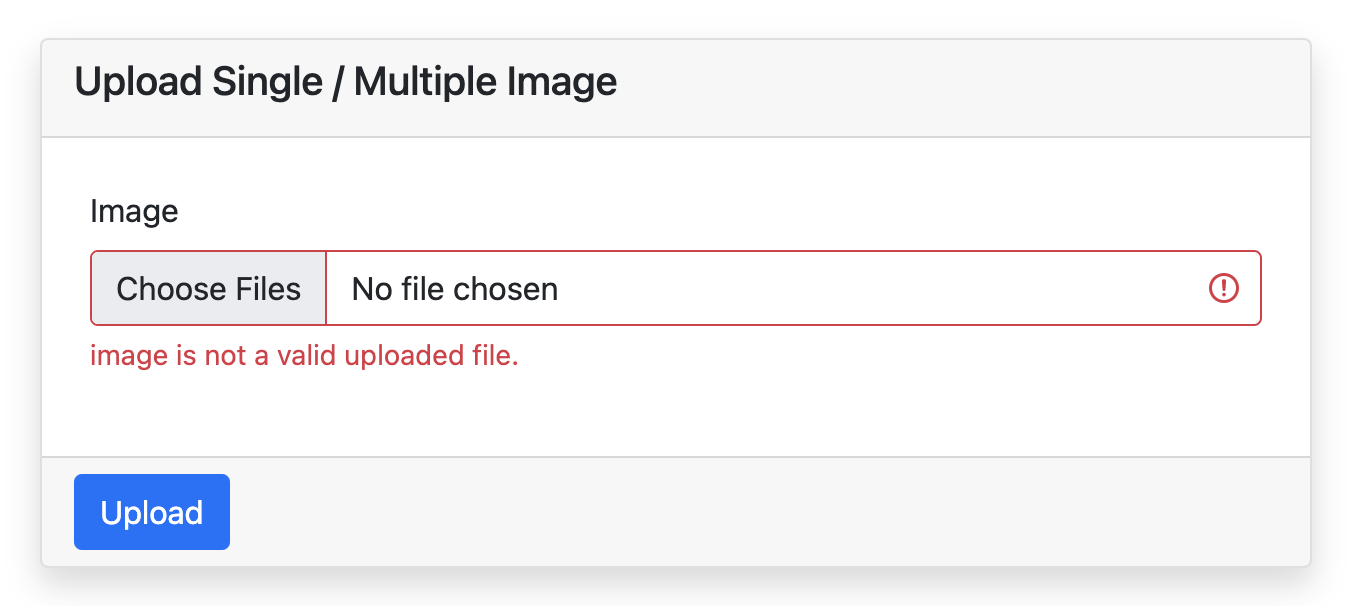 Upload Single / Multiple Image
Image
Choose Files No file chosen
image is not a valid uploaded file.
Upload